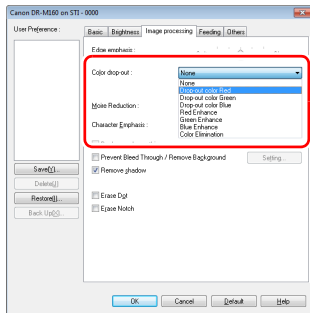 Canon DR-M160 on STI - 0000
User Preference :
Basic Brightness Image processing Feeding Others
Edge emphasis :
Color drop-out : None
None
Drop-out color Red
Drop-out color Green
Drop-out color Blue
Red Enhance
Green Enhance
Blue Enhance
Color Elimination
Moire Reduction :
Character Emphasis :
Prevent Bleed Through / Remove Background Setting...
Remove shadow
Erase Dot
Erase Notch
Save(Y)...
Delete(J)
Restore(I)...
Back Up(X)...
OK Cancel Default Help